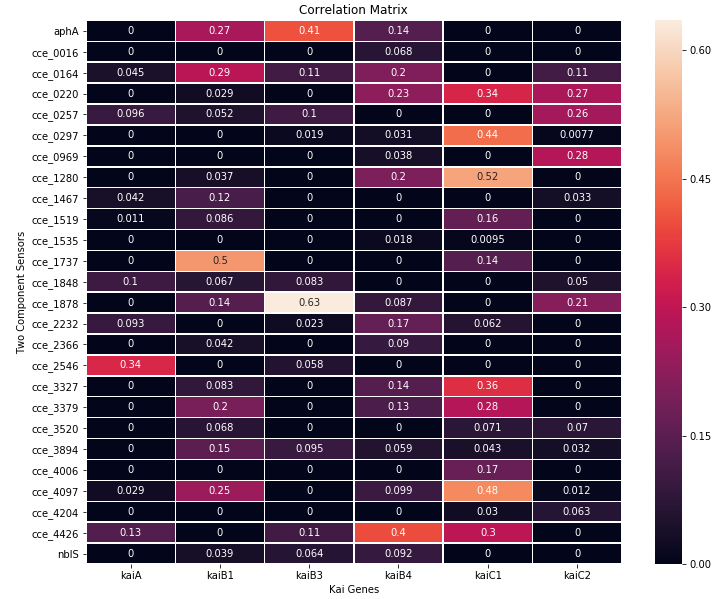 Correlation Matrix
aphA 0 0.27 0.41 0.14 0 0
cce_0016 0 0 0 0.068 0 0
cce_0164 0.045 0.29 0.11 0.2 0 0.11
cce_0220 0 0.029 0 0.23 0.34 0.27
cce_0257 0.096 0.052 0.1 0 0 0.26
cce_0297 0 0 0.019 0.031 0.44 0.0077
cce_0969 0 0 0 0.038 0 0.28
cce_1280 0 0.037 0 0.2 0.52 0
cce_1467 0.042 0.12 0 0 0 0.033
cce_1519 0.011 0.086 0 0 0.16 0
cce_1535 0 0 0 0.018 0.0095 0
cce_1737 0 0.5 0 0 0.14 0
cce_1848 0.1 0.067 0.083 0 0 0.05
cce_1878 0 0.14 0.63 0.087 0 0.21
cce_2232 0.093 0 0.023 0.17 0.062 0
cce_2366 0 0.042 0 0.09 0 0
cce_2546 0.34 0 0.058 0 0 0
cce_3327 0 0.083 0 0.14 0.36 0
cce_3379 0 0.2 0 0.13 0.28 0
cce_3520 0 0.068 0 0 0.071 0.07
cce_3894 0 0.15 0.095 0.059 0.043 0.032
cce_4006 0 0 0 0 0.17 0
cce_4097 0.029 0.25 0 0.099 0.48 0.012
cce_4204 0 0 0 0 0.03 0.063
cce_4426 0.13 0 0.11 0.4 0.3 0
nblS 0 0.039 0.064 0.092 0 0
kaiA kaiB1 kaiB3 kaiB4 kaiC1 kaiC2
Kai Genes
Two Component Sensors
0.60
0.45
0.30
0.15
0.00